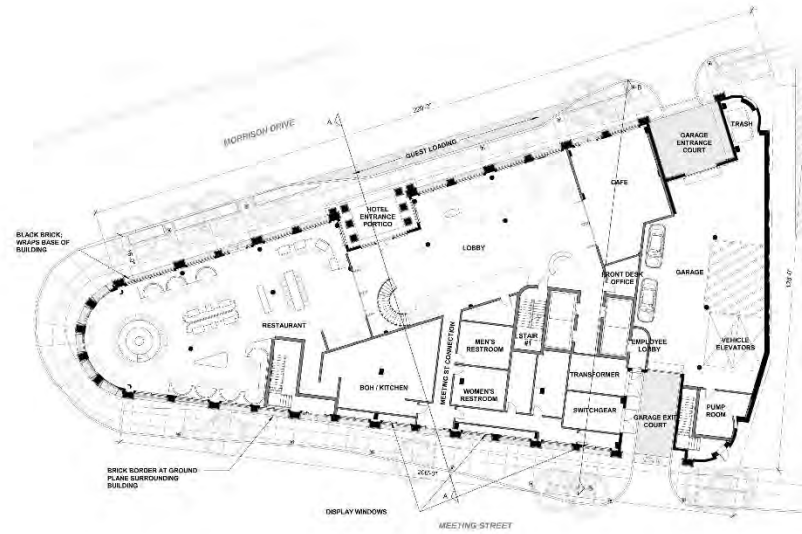 MORRISON DRIVE
GUEST LOADING
A
B
TRASH
GARAGE
ENTRANCE
COURT
CAFE
HOTEL
ENTRANCE
PORTICO
BLACK BRICK;
WRAPS BASE OF
BUILDING
LOBBY
FRONT DESK
OFFICE
GARAGE
RESTAURANT
MEETING ST CONNECTION
MEN'S
RESTROOM
STAIR
#1
EMPLOYEE
LOBBY
VEHICLE
ELEVATORS
BOH / KITCHEN
TRANSFORMER
WOMEN'S
RESTROOM
SWITCHGEAR
GARAGE EXIT
COURT
PUMP
ROOM
BRICK BORDER AT GROUND
PLANE SURROUNDING
BUILDING
A
DISPLAY WINDOWS
MEETING STREET